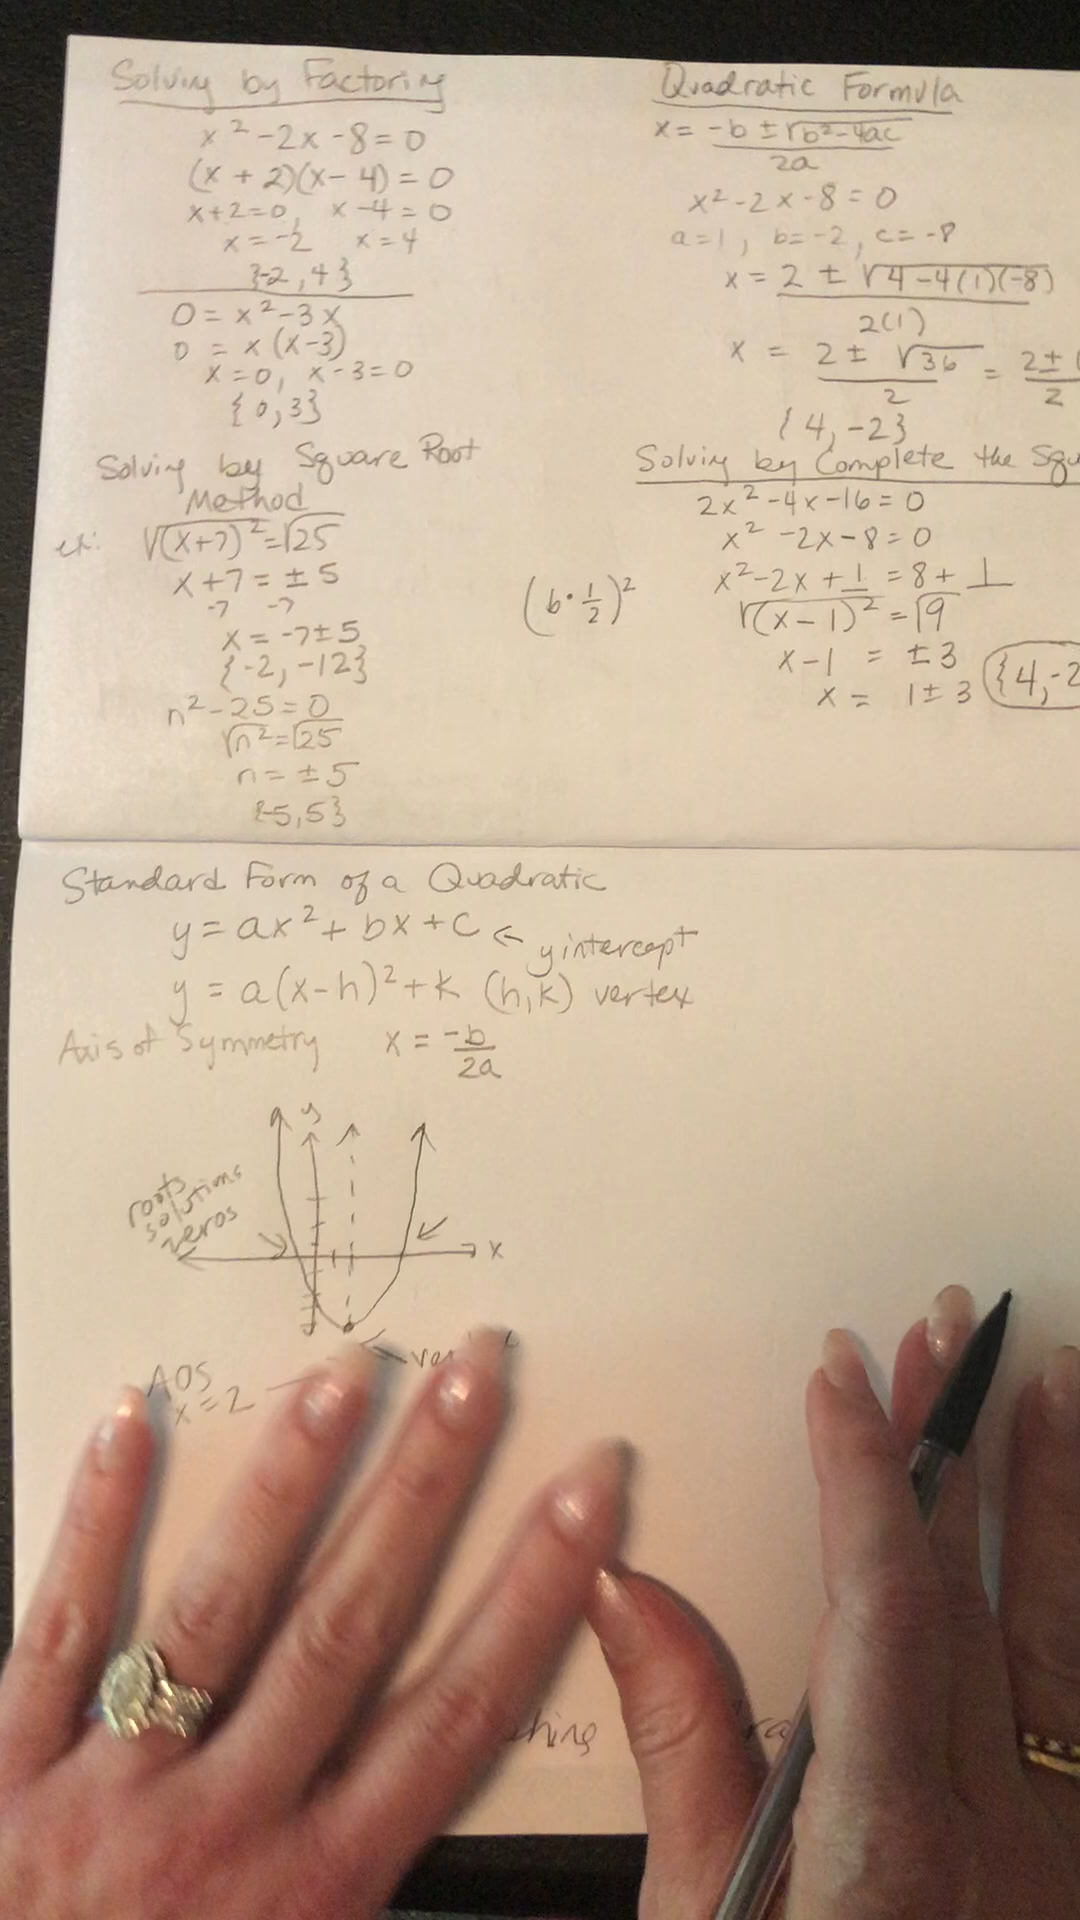 Solving by Factoring
x² - 2x - 8 = 0
(x + 2)(x - 4) = 0
x + 2 = 0, x - 4 = 0
x = -2 x = 4
{-2, 4}
0 = x² - 3x
0 = x(x-3)
x = 0, x - 3 = 0
{0, 3}
Solving by Square Root
Method
ex: √(x+7)² = √25
x + 7 = ± 5
-7 -7
x = -7 ± 5
{-2, -12}
n² - 25 = 0
√n² = √25
n = ± 5
{-5, 5}
Quadratic Formula
x = -b ± √b² - 4ac
2a
x² - 2x - 8 = 0
a = 1, b = -2, c = -8
x = 2 ± √4 - 4(1)(-8)
2(1)
x = 2 ± √36 = 2 ±
2 2
{4, -2}
Solving by Complete the
2x² - 4x - 16 = 0
x² - 2x - 8 = 0
x² - 2x + 1 = 8 + 1
(b · 1/2)²
√(x - 1)² = √9
x - 1 = ± 3
x = 1 ± 3 {4, -2
Standard Form of a Quadratic
y = ax² + bx + c ← y intercept
y = a(x-h)² + k (h,k) vertex
Axis of Symmetry x = -b/2a
y
roots
solutions
zeros
x
AOS
x = 2